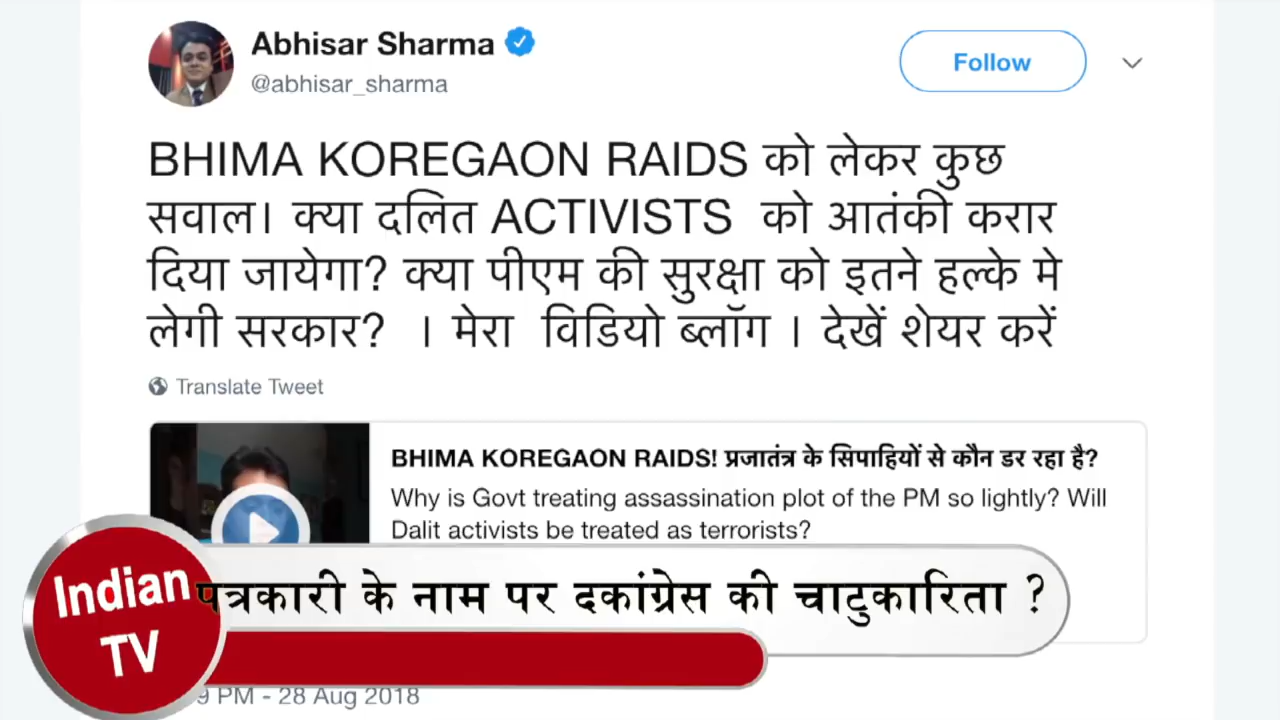 Abhisar Sharma
@abhisar_sharma
Follow
BHIMA KOREGAON RAIDS को लेकर कुछ
सवाल। क्या दलित ACTIVISTS को आतंकी करार
दिया जायेगा? क्या पीएम की सुरक्षा को इतने हल्के मे
लेगी सरकार? । मेरा विडियो ब्लॉग । देखें शेयर करें
Translate Tweet
BHIMA KOREGAON RAIDS! प्रजातंत्र के सिपाहियों से कौन डर रहा है?
Why is Govt treating assassination plot of the PM so lightly? Will
Dalit activists be treated as terrorists?
Indian
TV
पत्रकारी के नाम पर दकांग्रेस की चाटुकारिता ?
9 PM - 28 Aug 2018